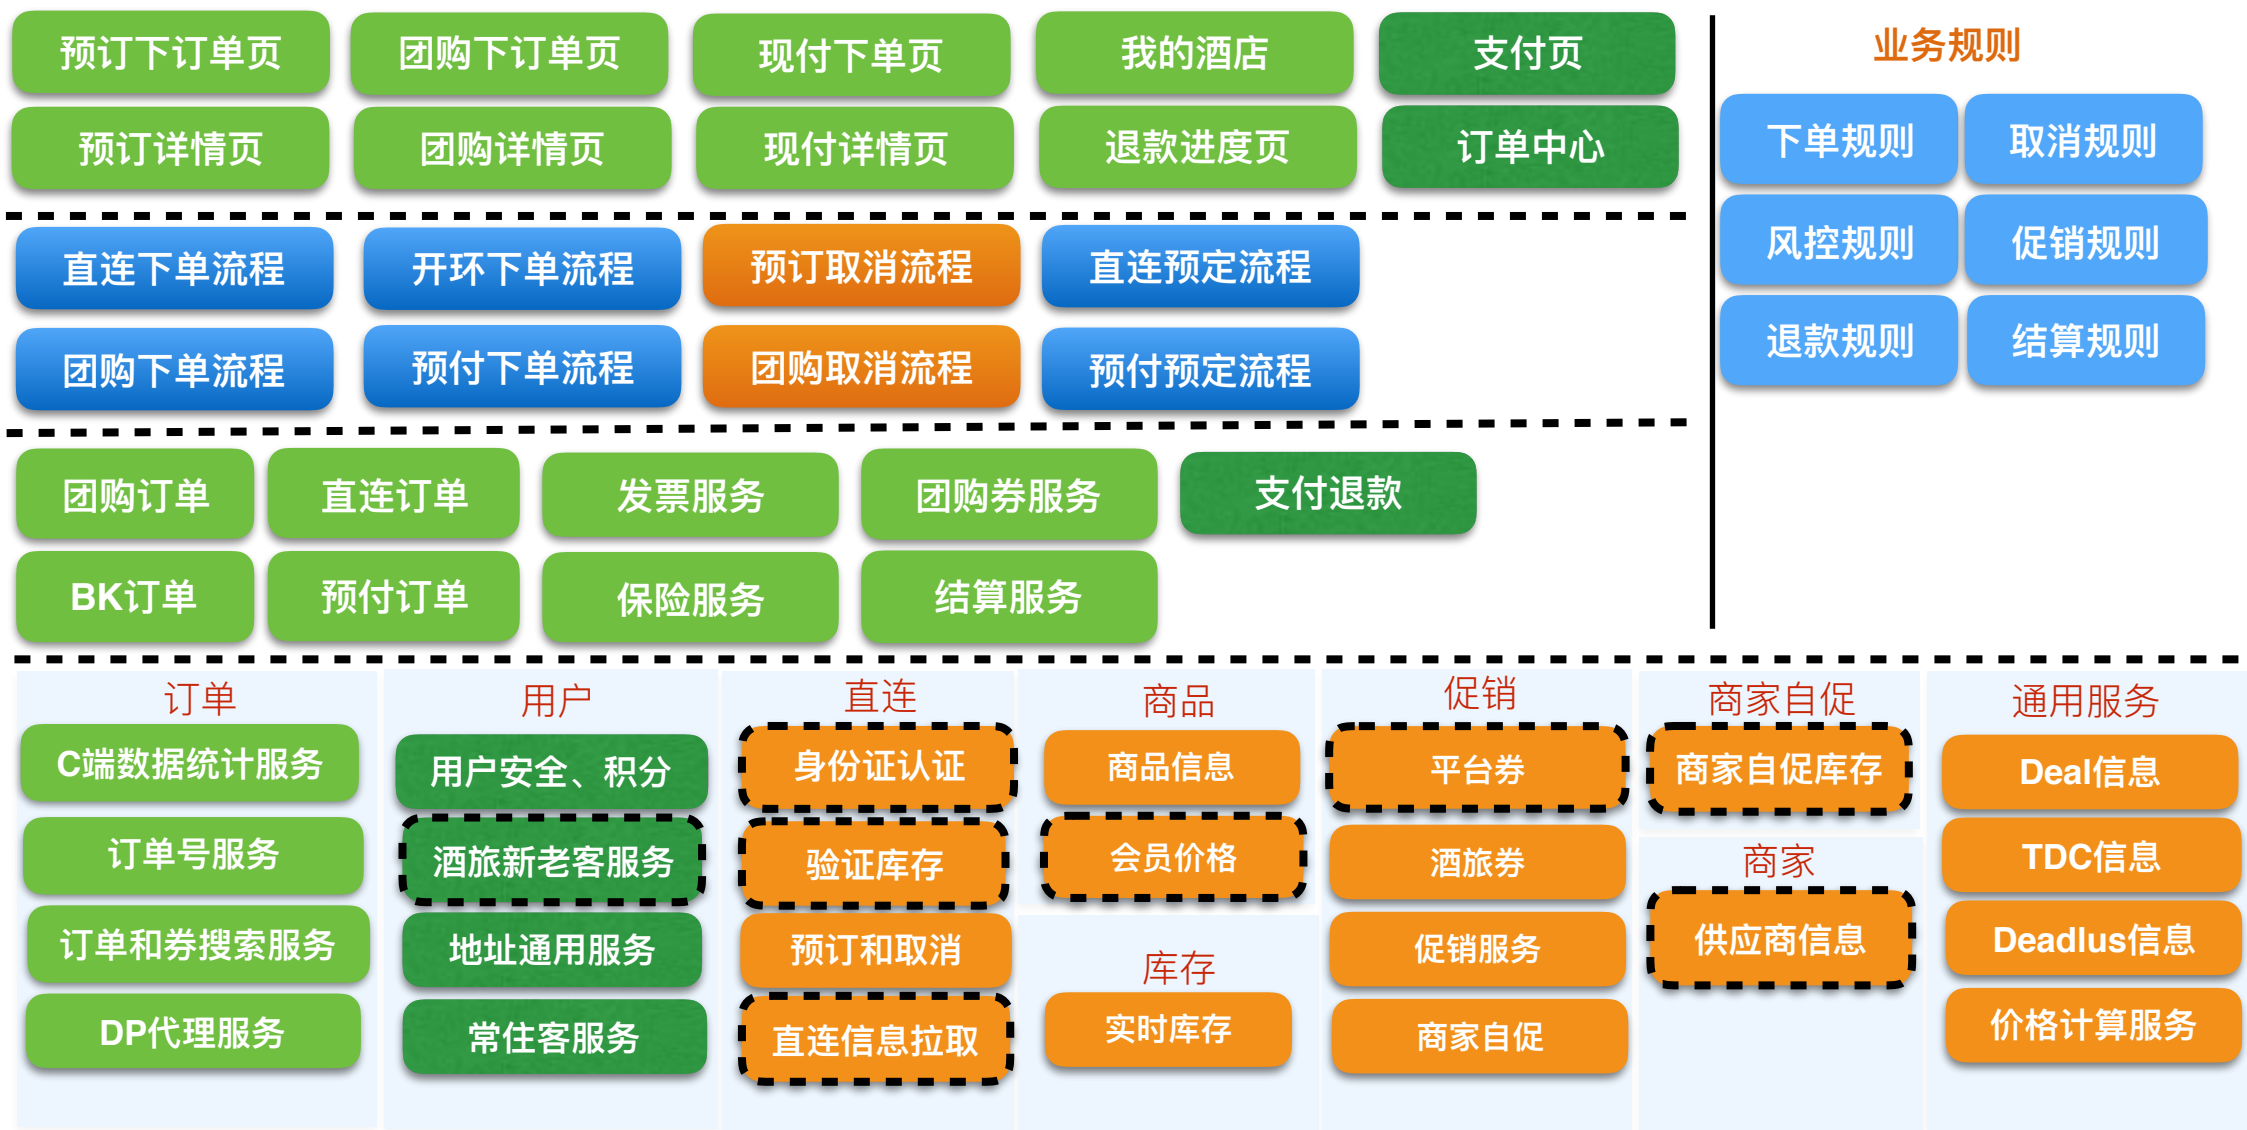 预订下订单页
团购下订单页
现付下单页
我的酒店
支付页
业务规则
预订详情页
团购详情页
现付详情页
退款进度页
订单中心
下单规则
取消规则
风控规则
促销规则
退款规则
结算规则
直连下单流程
开环下单流程
预订取消流程
直连预定流程
团购下单流程
预付下单流程
团购取消流程
预付预定流程
团购订单
直连订单
发票服务
团购券服务
支付退款
BK订单
预付订单
保险服务
结算服务
订单
C端数据统计服务
订单号服务
订单和券搜索服务
DP代理服务
用户
用户安全、积分
酒旅新老客服务
地址通用服务
常住客服务
直连
身份证认证
验证库存
预订和取消
直连信息拉取
商品
商品信息
会员价格
库存
实时库存
促销
平台券
酒旅券
促销服务
商家自促
商家自促
商家自促库存
商家
供应商信息
通用服务
Deal信息
TDC信息
Deadlus信息
价格计算服务